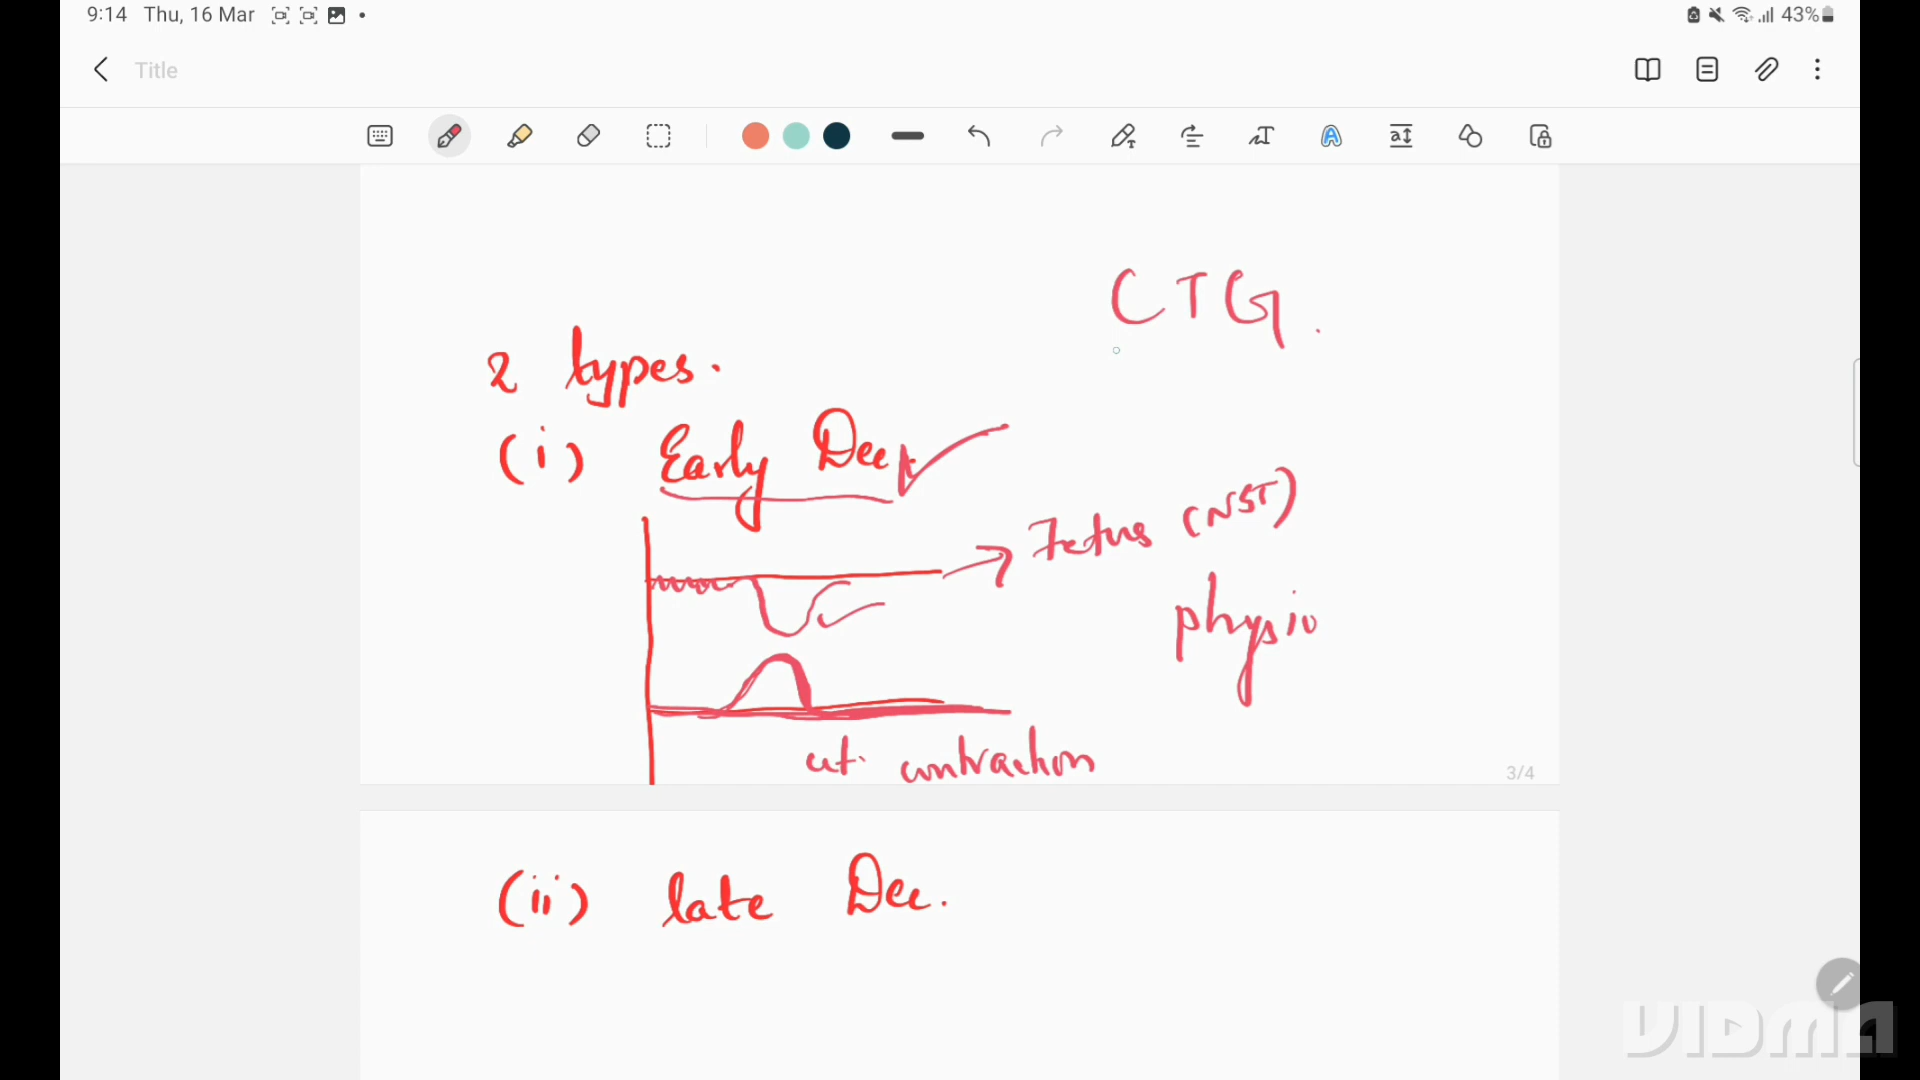 9:14 Thu, 16 Mar
43%
Title
CTG.
2 types.
(i) Early Dec
Fetus (NST)
physio
ut. contraction
3/4
(ii) late Dec.
VIDMA